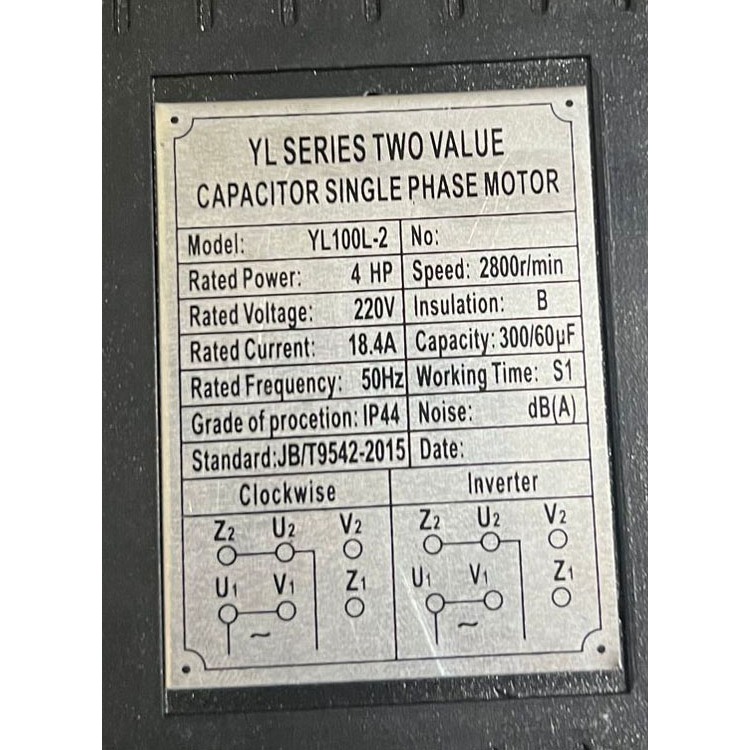 YL SERIES TWO VALUE
CAPACITOR SINGLE PHASE MOTOR
Model: YL100L-2 No:
Rated Power: 4 HP Speed: 2800r/min
Rated Voltage: 220V Insulation: B
Rated Current: 18.4A Capacity: 300/60μF
Rated Frequency: 50Hz Working Time: S1
Grade of procetion: IP44 Noise: dB(A)
Standard:JB/T9542-2015 Date:
Clockwise Inverter
Z2 U2 V2 Z2 U2 V2
U1 V1 Z1 U1 V1 Z1
~ ~